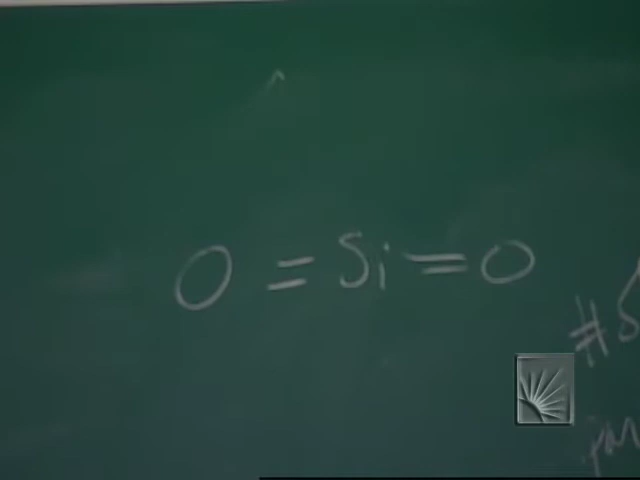 O = Si = O
#